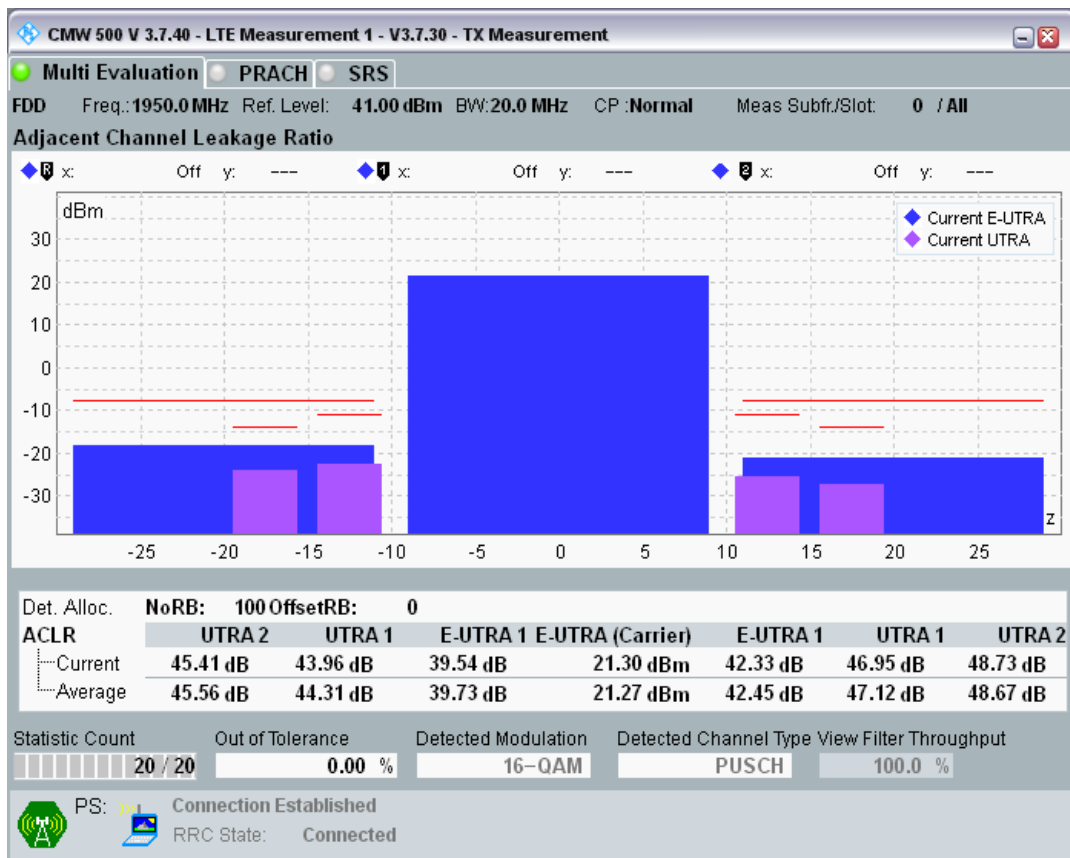 CMW 500 V 3.7.40 - LTE Measurement 1 - V3.7.30 - TX Measurement
Multi Evaluation PRACH SRS
FDD Freq.:1950.0 MHz Ref. Level: 41.00 dBm BW:20.0 MHz CP :Normal Meas Subfr./Slot: 0 / All
Adjacent Channel Leakage Ratio
R x: Off y: --- 1 x: Off y: --- 2 x: Off y: ---
dBm
Current E-UTRA
Current UTRA
30
20
10
0
-10
-20
-30
z
-25 -20 -15 -10 -5 0 5 10 15 20 25
Det. Alloc. NoRB: 100 OffsetRB: 0
ACLR UTRA 2 UTRA 1 E-UTRA 1 E-UTRA (Carrier) E-UTRA 1 UTRA 1 UTRA 2
Current 45.41 dB 43.96 dB 39.54 dB 21.30 dBm 42.33 dB 46.95 dB 48.73 dB
Average 45.56 dB 44.31 dB 39.73 dB 21.27 dBm 42.45 dB 47.12 dB 48.67 dB
Statistic Count Out of Tolerance Detected Modulation Detected Channel Type View Filter Throughput
20 / 20 0.00 % 16-QAM PUSCH 100.0 %
PS: Connection Established
RRC State: Connected